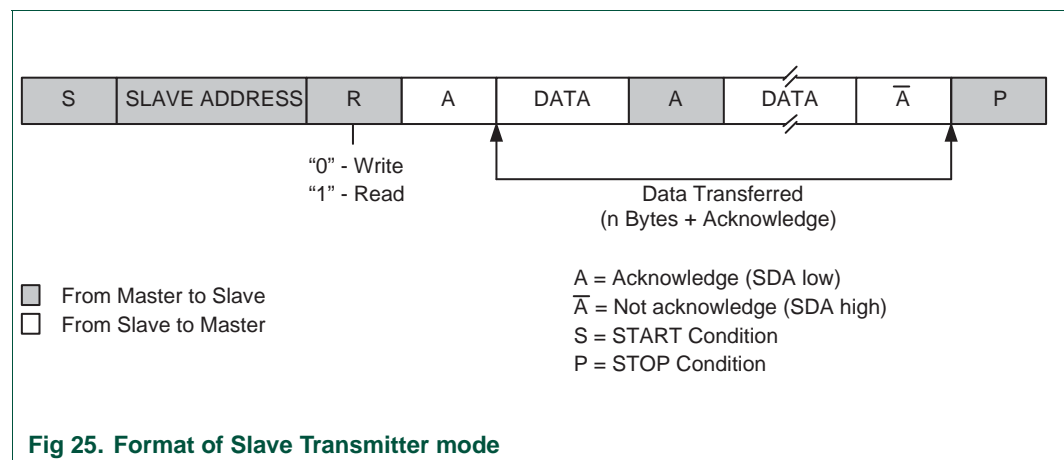 S SLAVE ADDRESS R A DATA A DATA A̅ P
“0” - Write
“1” - Read
Data Transferred
(n Bytes + Acknowledge)
From Master to Slave
From Slave to Master
A = Acknowledge (SDA low)
A̅ = Not acknowledge (SDA high)
S = START Condition
P = STOP Condition
Fig 25. Format of Slave Transmitter mode